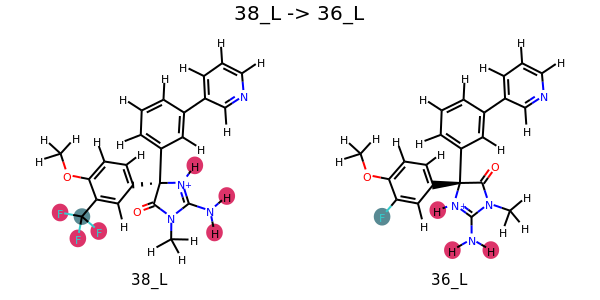 38_L -> 36_L
H H
H H H H
H H
H H
H N H N
H H
H H H H H H
H H H H H H
H H H H
H O
O N+ H
H H
F O H N+ N
F N H F H
N H
F H H
H N
H H H H H
38_L 36_L